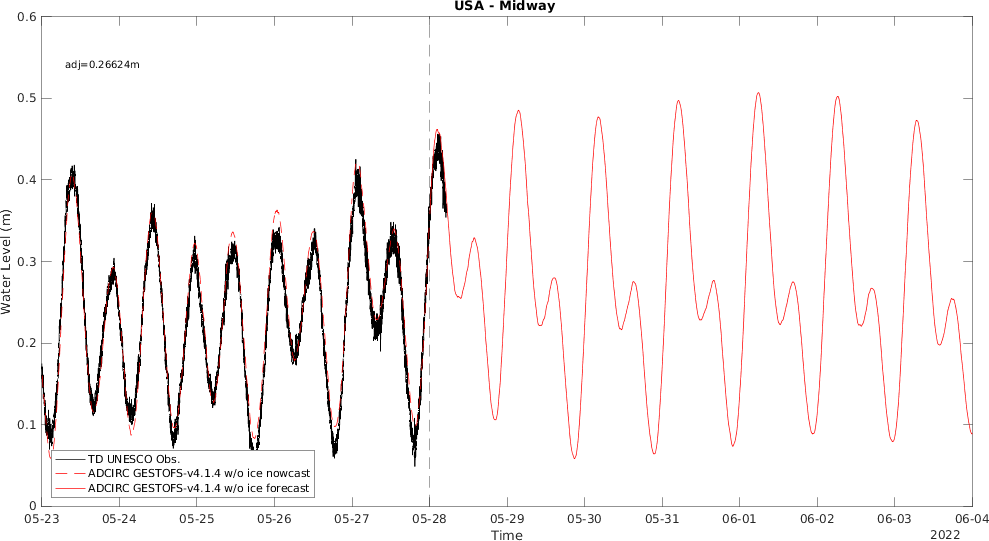 USA - Midway
adj=0.26624m
Water Level (m)
0.6
0.5
0.4
0.3
0.2
0.1
0
TD UNESCO Obs.
ADCIRC GESTOFS-v4.1.4 w/o ice nowcast
ADCIRC GESTOFS-v4.1.4 w/o ice forecast
05-23 05-24 05-25 05-26 05-27 05-28 05-29 05-30 05-31 06-01 06-02 06-03 06-04
Time
2022